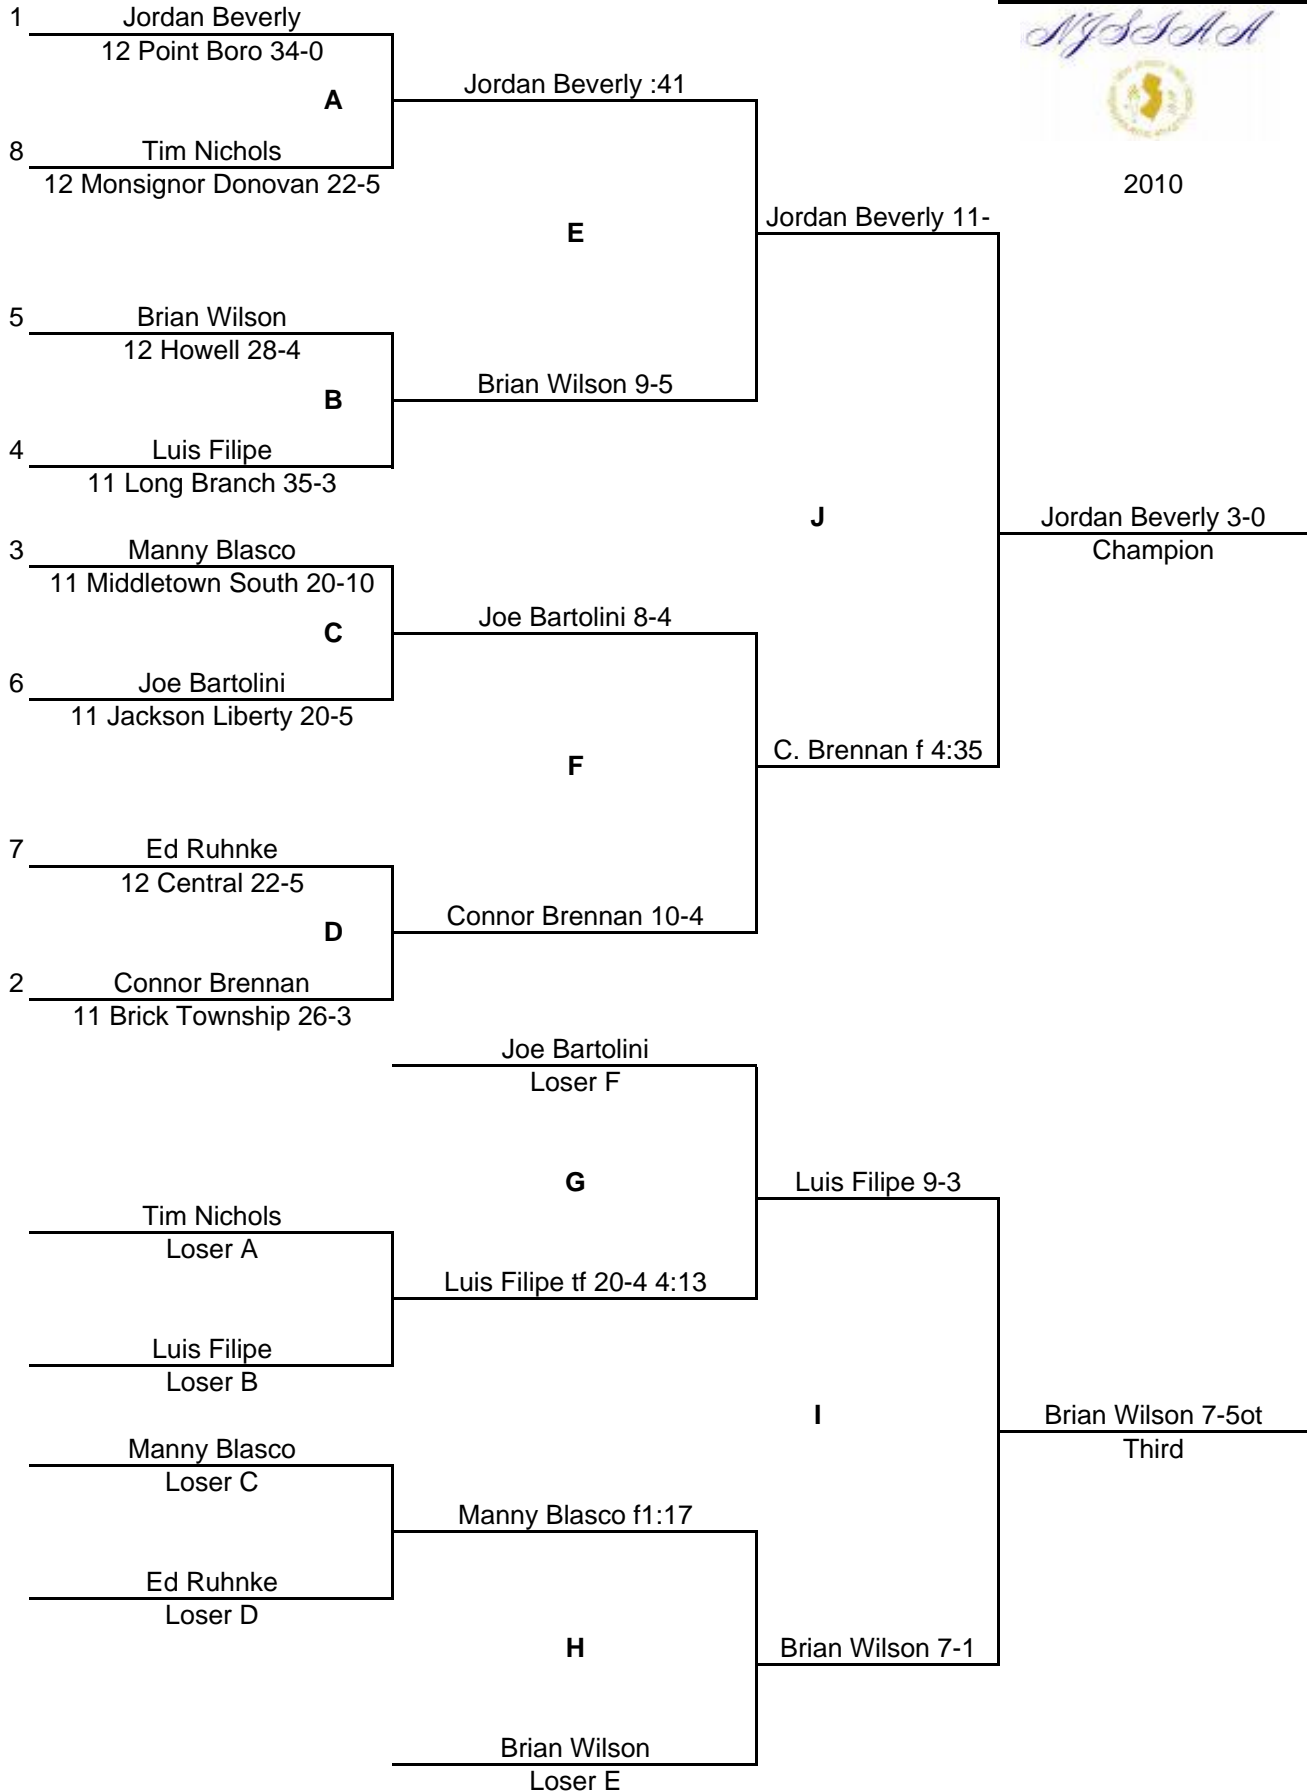 NJSIAA
2010
1 Jordan Beverly
12 Point Boro 34-0
A
Jordan Beverly :41
8 Tim Nichols
12 Monsignor Donovan 22-5
E
Jordan Beverly 11-
5 Brian Wilson
12 Howell 28-4
B
Brian Wilson 9-5
4 Luis Filipe
11 Long Branch 35-3
J
Jordan Beverly 3-0
Champion
3 Manny Blasco
11 Middletown South 20-10
C
Joe Bartolini 8-4
6 Joe Bartolini
11 Jackson Liberty 20-5
F
C. Brennan f 4:35
7 Ed Ruhnke
12 Central 22-5
D
Connor Brennan 10-4
2 Connor Brennan
11 Brick Township 26-3
Joe Bartolini
Loser F
G
Luis Filipe 9-3
Tim Nichols
Loser A
Luis Filipe tf 20-4 4:13
Luis Filipe
Loser B
I
Brian Wilson 7-5ot
Third
Manny Blasco
Loser C
Manny Blasco f1:17
Ed Ruhnke
Loser D
H
Brian Wilson 7-1
Brian Wilson
Loser E